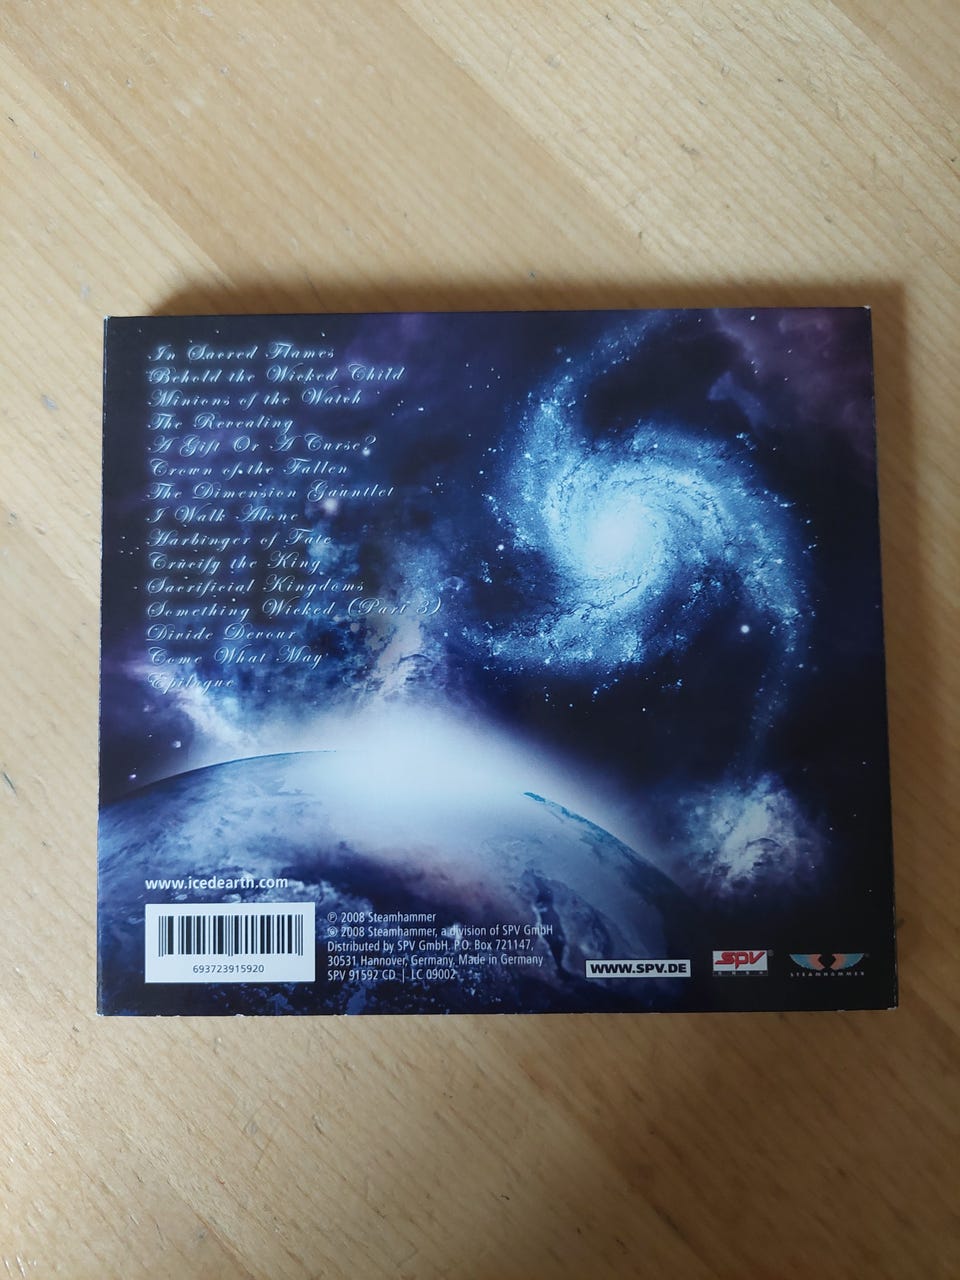 In Sacred Flames
Behold the Wicked Child
Minions of the Watch
The Revealing
A Gift Or A Curse?
Crown of the Fallen
The Dimension Gauntlet
I Walk Alone
Harbinger of Fate
Crucify the King
Sacrificial Kingdoms
Something Wicked (Part 3)
Divide Devour
Come What May
Epilogue
www.icedearth.com
693723915920
℗ 2008 Steamhammer
© 2008 Steamhammer, a division of SPV GmbH
Distributed by SPV GmbH, P.O. Box 721147,
30531 Hannover, Germany, Made in Germany
SPV 91592 CD | LC 09002
WWW.SPV.DE
SPV
GMBH
STEAMHAMMER